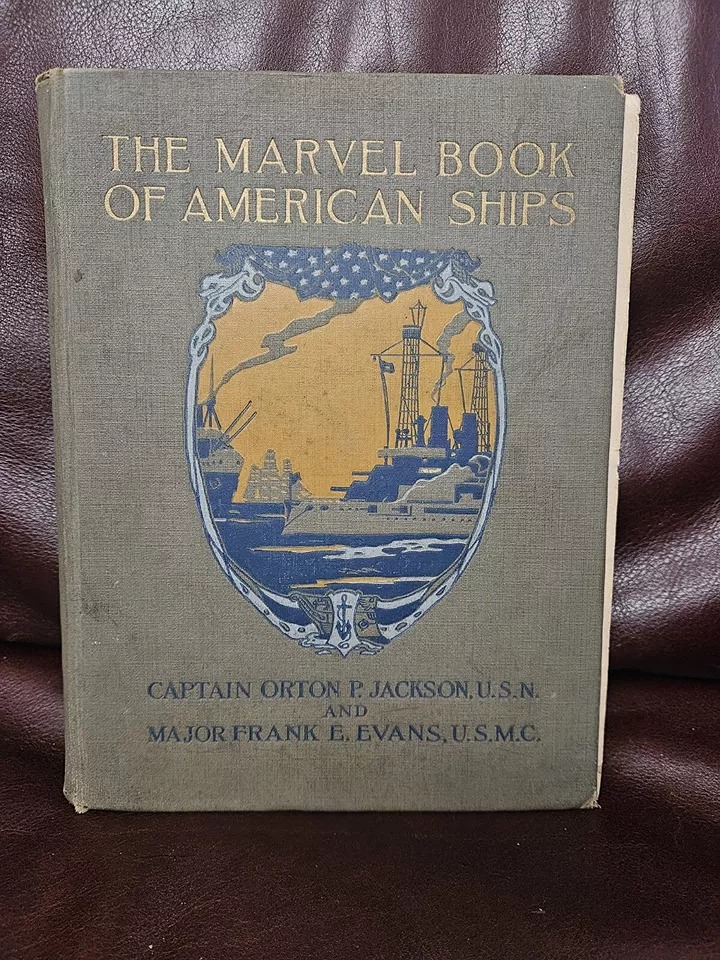 THE MARVEL BOOK
OF AMERICAN SHIPS
CAPTAIN ORTON P. JACKSON, U.S.N.
AND
MAJOR FRANK E. EVANS, U.S.M.C.